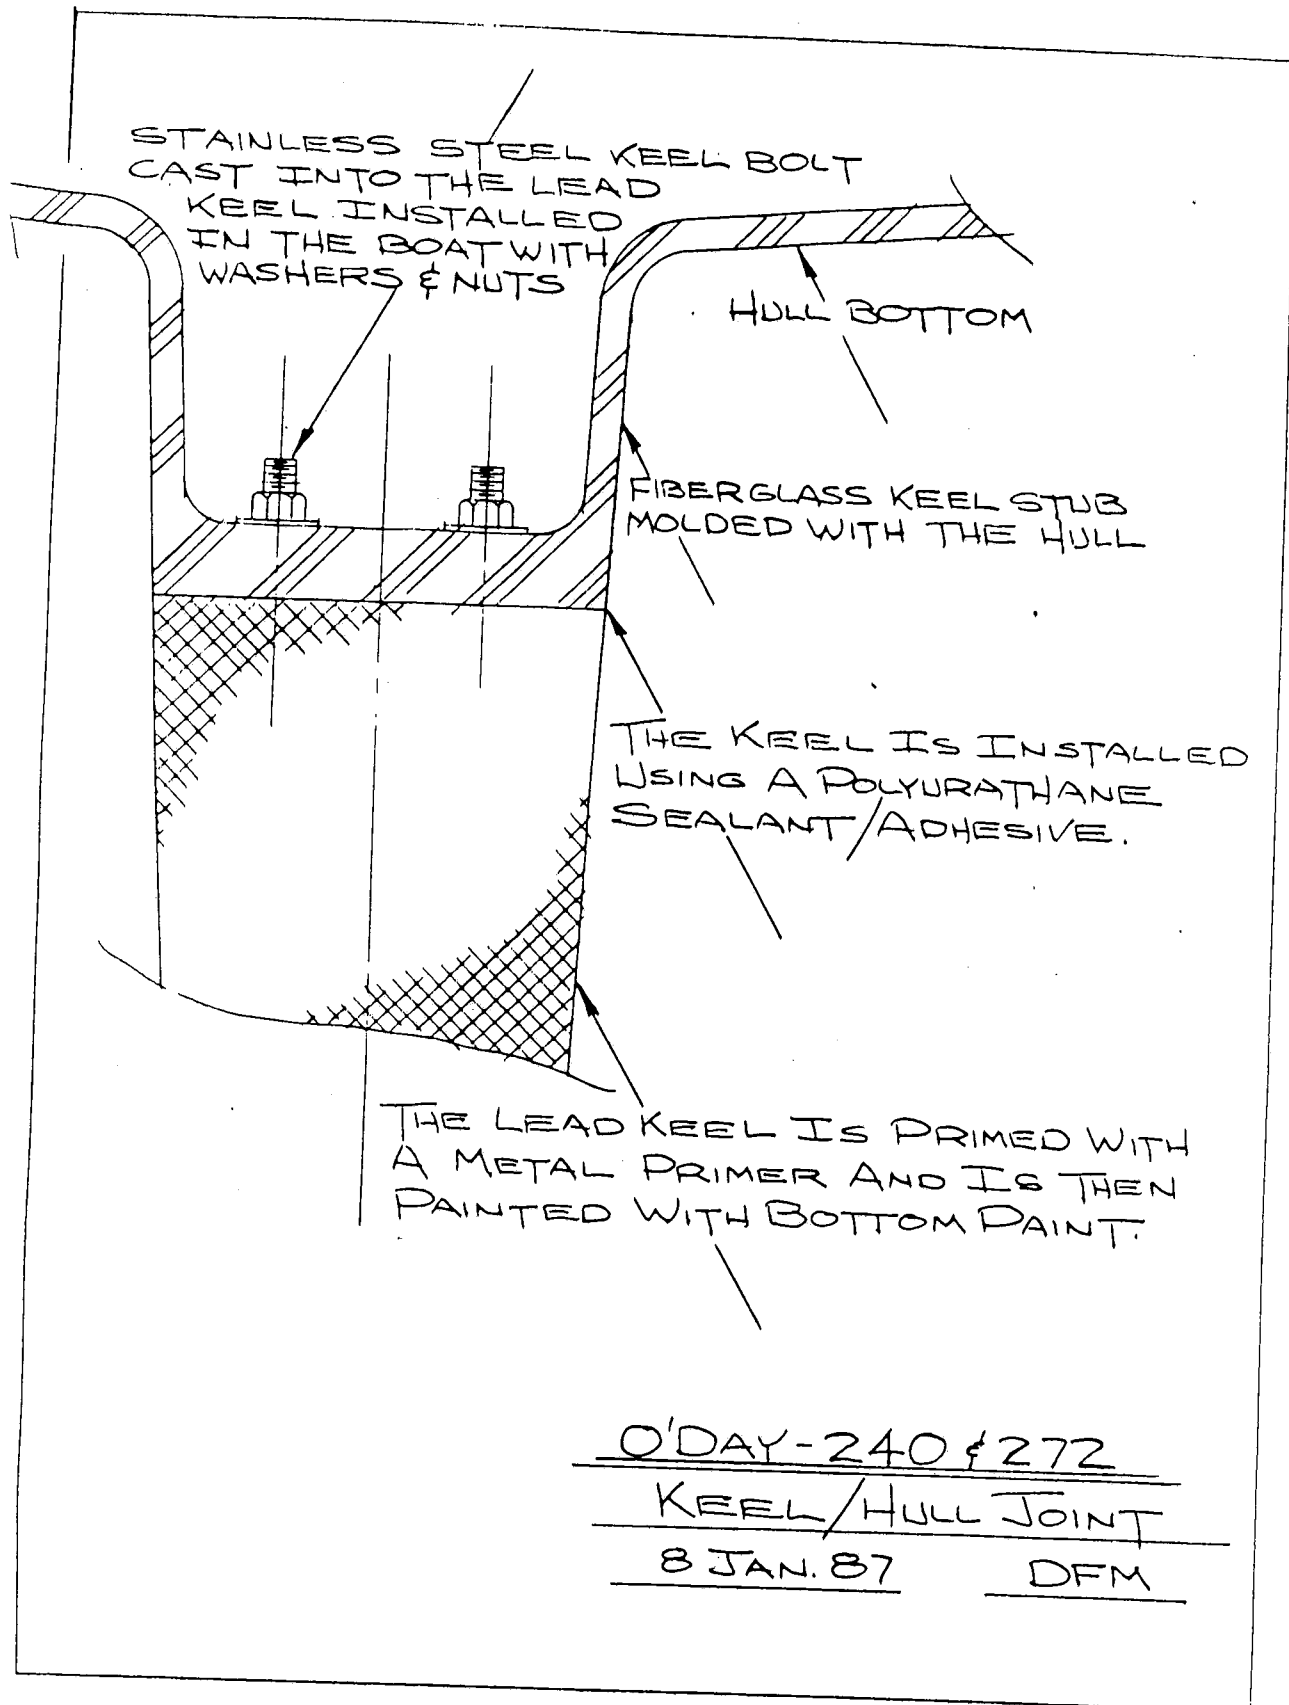 STAINLESS STEEL KEEL BOLT
CAST INTO THE LEAD
KEEL INSTALLED
IN THE BOAT WITH
WASHERS & NUTS
HULL BOTTOM
FIBERGLASS KEEL STUB
MOLDED WITH THE HULL
THE KEEL IS INSTALLED
USING A POLYURATHANE
SEALANT/ADHESIVE.
THE LEAD KEEL IS PRIMED WITH
A METAL PRIMER AND IS THEN
PAINTED WITH BOTTOM PAINT.
O'DAY-240 & 272
KEEL/HULL JOINT
8 JAN. 87 DFM